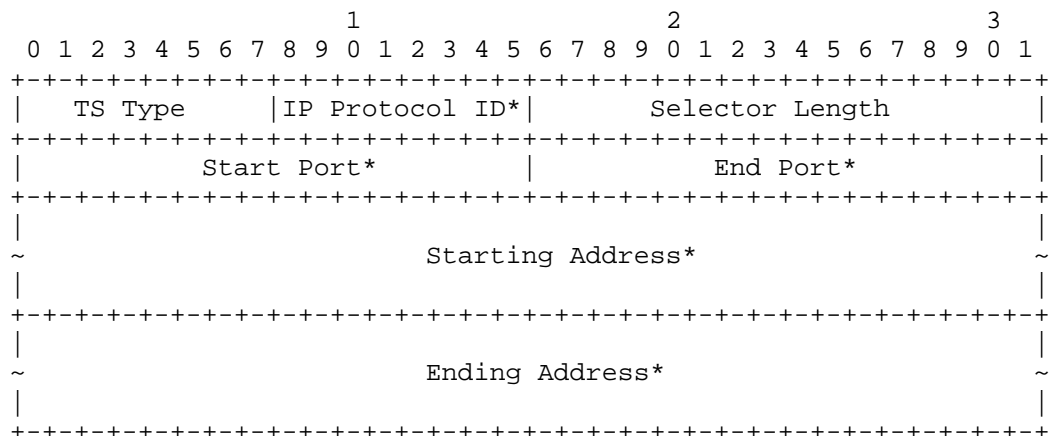 1                   2                   3
 0 1 2 3 4 5 6 7 8 9 0 1 2 3 4 5 6 7 8 9 0 1 2 3 4 5 6 7 8 9 0 1
+-+-+-+-+-+-+-+-+-+-+-+-+-+-+-+-+-+-+-+-+-+-+-+-+-+-+-+-+-+-+-+-+
|   TS Type     |IP Protocol ID*|       Selector Length         |
+-+-+-+-+-+-+-+-+-+-+-+-+-+-+-+-+-+-+-+-+-+-+-+-+-+-+-+-+-+-+-+-+
|           Start Port*         |           End Port*           |
+-+-+-+-+-+-+-+-+-+-+-+-+-+-+-+-+-+-+-+-+-+-+-+-+-+-+-+-+-+-+-+-+
|                                                               |
~                         Starting Address*                     ~
|                                                               |
+-+-+-+-+-+-+-+-+-+-+-+-+-+-+-+-+-+-+-+-+-+-+-+-+-+-+-+-+-+-+-+-+
|                                                               |
~                         Ending Address*                       ~
|                                                               |
+-+-+-+-+-+-+-+-+-+-+-+-+-+-+-+-+-+-+-+-+-+-+-+-+-+-+-+-+-+-+-+-+